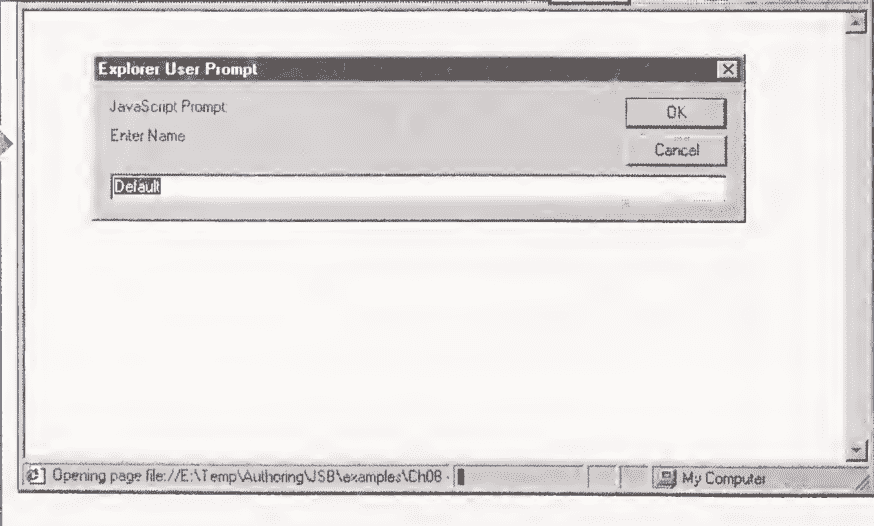 Explorer User Prompt
JavaScript Prompt:
Enter Name
OK
Cancel
Default
Opening page file://E:\Temp\Authoring\JSB\examples\Ch08 -
My Computer